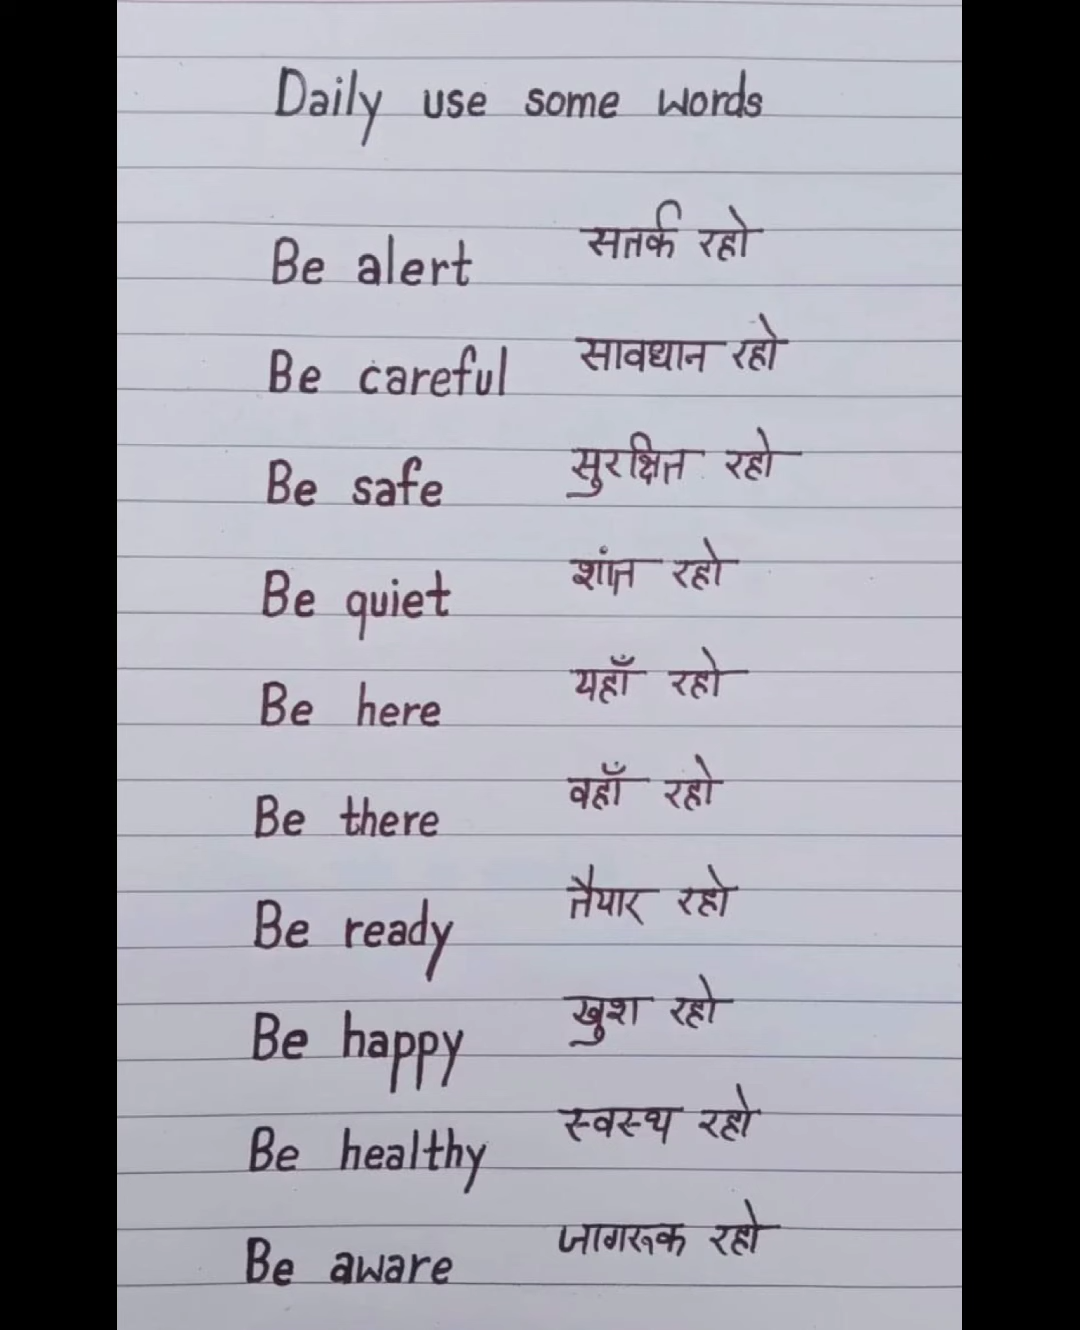 Daily use some words
Be alert सतर्क रहो
Be careful सावधान रहो
Be safe सुरक्षित रहो
Be quiet शांत रहो
Be here यहाँ रहो
Be there वहाँ रहो
Be ready तैयार रहो
Be happy खुश रहो
Be healthy स्वस्थ रहो
Be aware जागरूक रहो